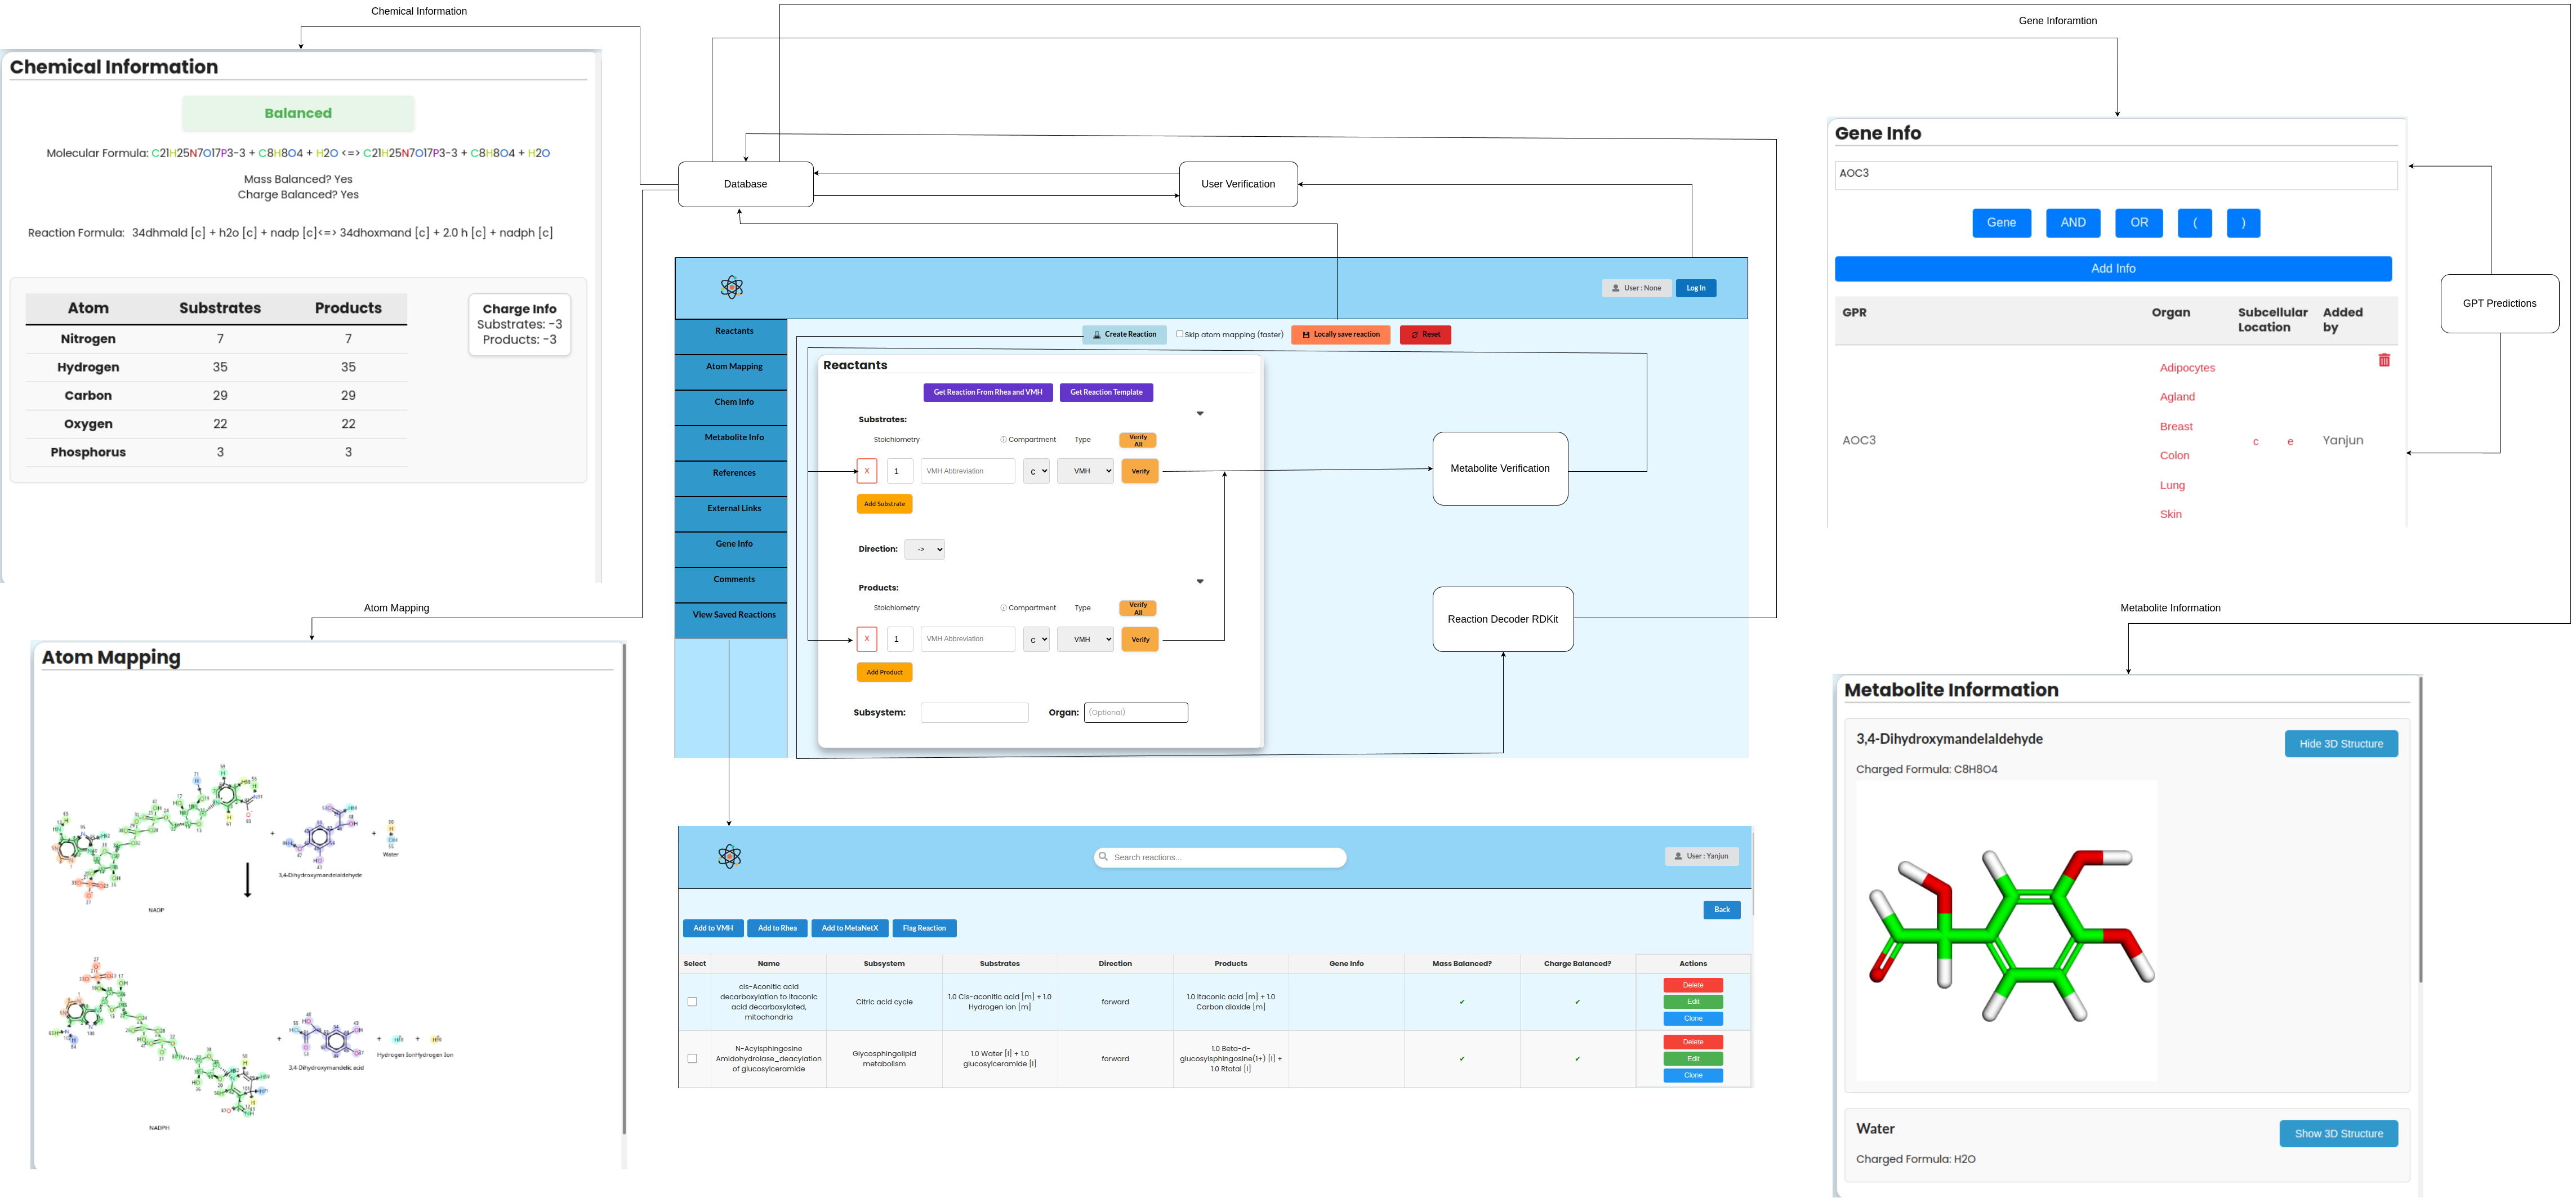 Chemical Information
Gene Inforamtion
Chemical Information
Balanced
Molecular Formula: C21H25N7O17P3-3 + C8H8O4 + H2O <=> C21H25N7O17P3-3 + C8H8O4 + H2O
Mass Balanced? Yes
Charge Balanced? Yes
Reaction Formula: 34dhmald [c] + h2o [c] + nadp [c]<=> 34dhoxmand [c] + 2.0 h [c] + nadph [c]
Atom Substrates Products
Nitrogen 7 7
Hydrogen 35 35
Carbon 29 29
Oxygen 22 22
Phosphorus 3 3
Charge Info
Substrates: -3
Products: -3
Database
User Verification
User : None
Log In
Reactants
Atom Mapping
Chem Info
Metabolite Info
References
External Links
Gene Info
Comments
View Saved Reactions
Create Reaction
Skip atom mapping (faster)
Locally save reaction
Reset
Reactants
Get Reaction From Rhea and VMH
Get Reaction Template
Substrates:
Stoichiometry Compartment Type Verify All
X 1 VMH Abbreviation c VMH Verify
Add Substrate
Direction: ->
Products:
Stoichiometry Compartment Type Verify All
X 1 VMH Abbreviation c VMH Verify
Add Product
Subsystem: Organ: (Optional)
Metabolite Verification
Reaction Decoder RDKit
Gene Info
AOC3
Gene AND OR ( )
Add Info
GPR Organ Subcellular Location Added by
AOC3
Adipocytes
Agland
Breast
Colon
Lung
Skin
c e
Yanjun
GPT Predictions
Atom Mapping
Atom Mapping
NADP
+
3,4-Dihydroxymandelaldehyde
+
Water
NADPH
+
3,4-Dihydroxymandelic acid
+
Hydrogen Ion
+
Hydrogen Ion
Search reactions...
User : Yanjun
Back
Add to VMH Add to Rhea Add to MetaNetX Flag Reaction
Select Name Subsystem Substrates Direction Products Gene Info Mass Balanced? Charge Balanced? Actions
cis-Aconitic acid decarboxylation to Itaconic acid decarboxylated, mitochondria
Citric acid cycle
1.0 Cis-aconitic acid [m] + 1.0 Hydrogen ion [m]
forward
1.0 Itaconic acid [m] + 1.0 Carbon dioxide [m]
✔ ✔
Delete
Edit
Clone
N-Acylsphingosine Amidohydrolase_deacylation of glucosylceramide
Glycosphingolipid metabolism
1.0 Water [l] + 1.0 glucosylceramide [l]
forward
1.0 Beta-d-glucosylsphingosine(1+) [l] + 1.0 Rtotal [l]
✔ ✔
Delete
Edit
Clone
Metabolite Information
Metabolite Information
3,4-Dihydroxymandelaldehyde
Hide 3D Structure
Charged Formula: C8H8O4
Water
Show 3D Structure
Charged Formula: H2O